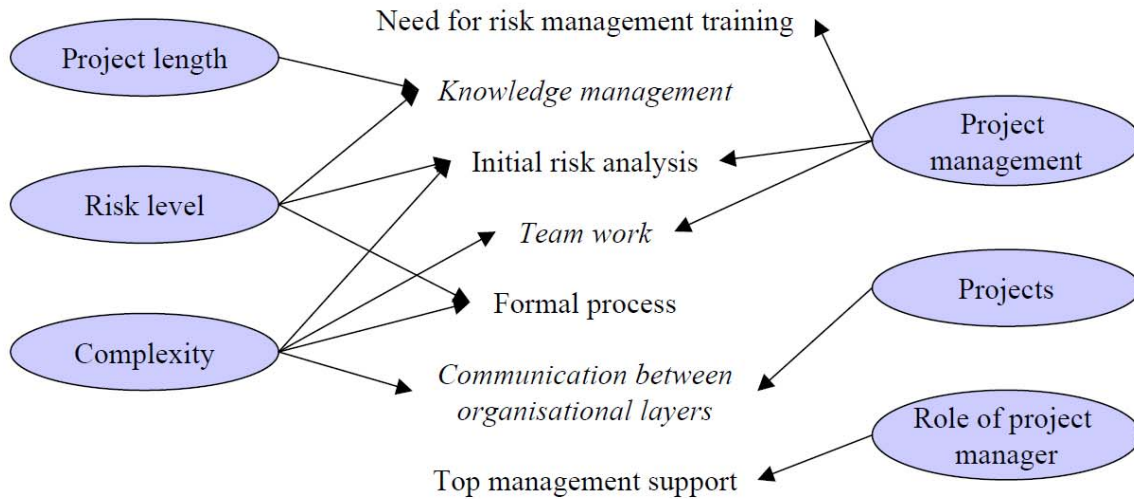 Need for risk management training
Project length
Knowledge management
Project
management
Initial risk analysis
Risk level
Team work
Projects
Formal process
Complexity
Communication between
organisational layers
Role of project
manager
Top management support